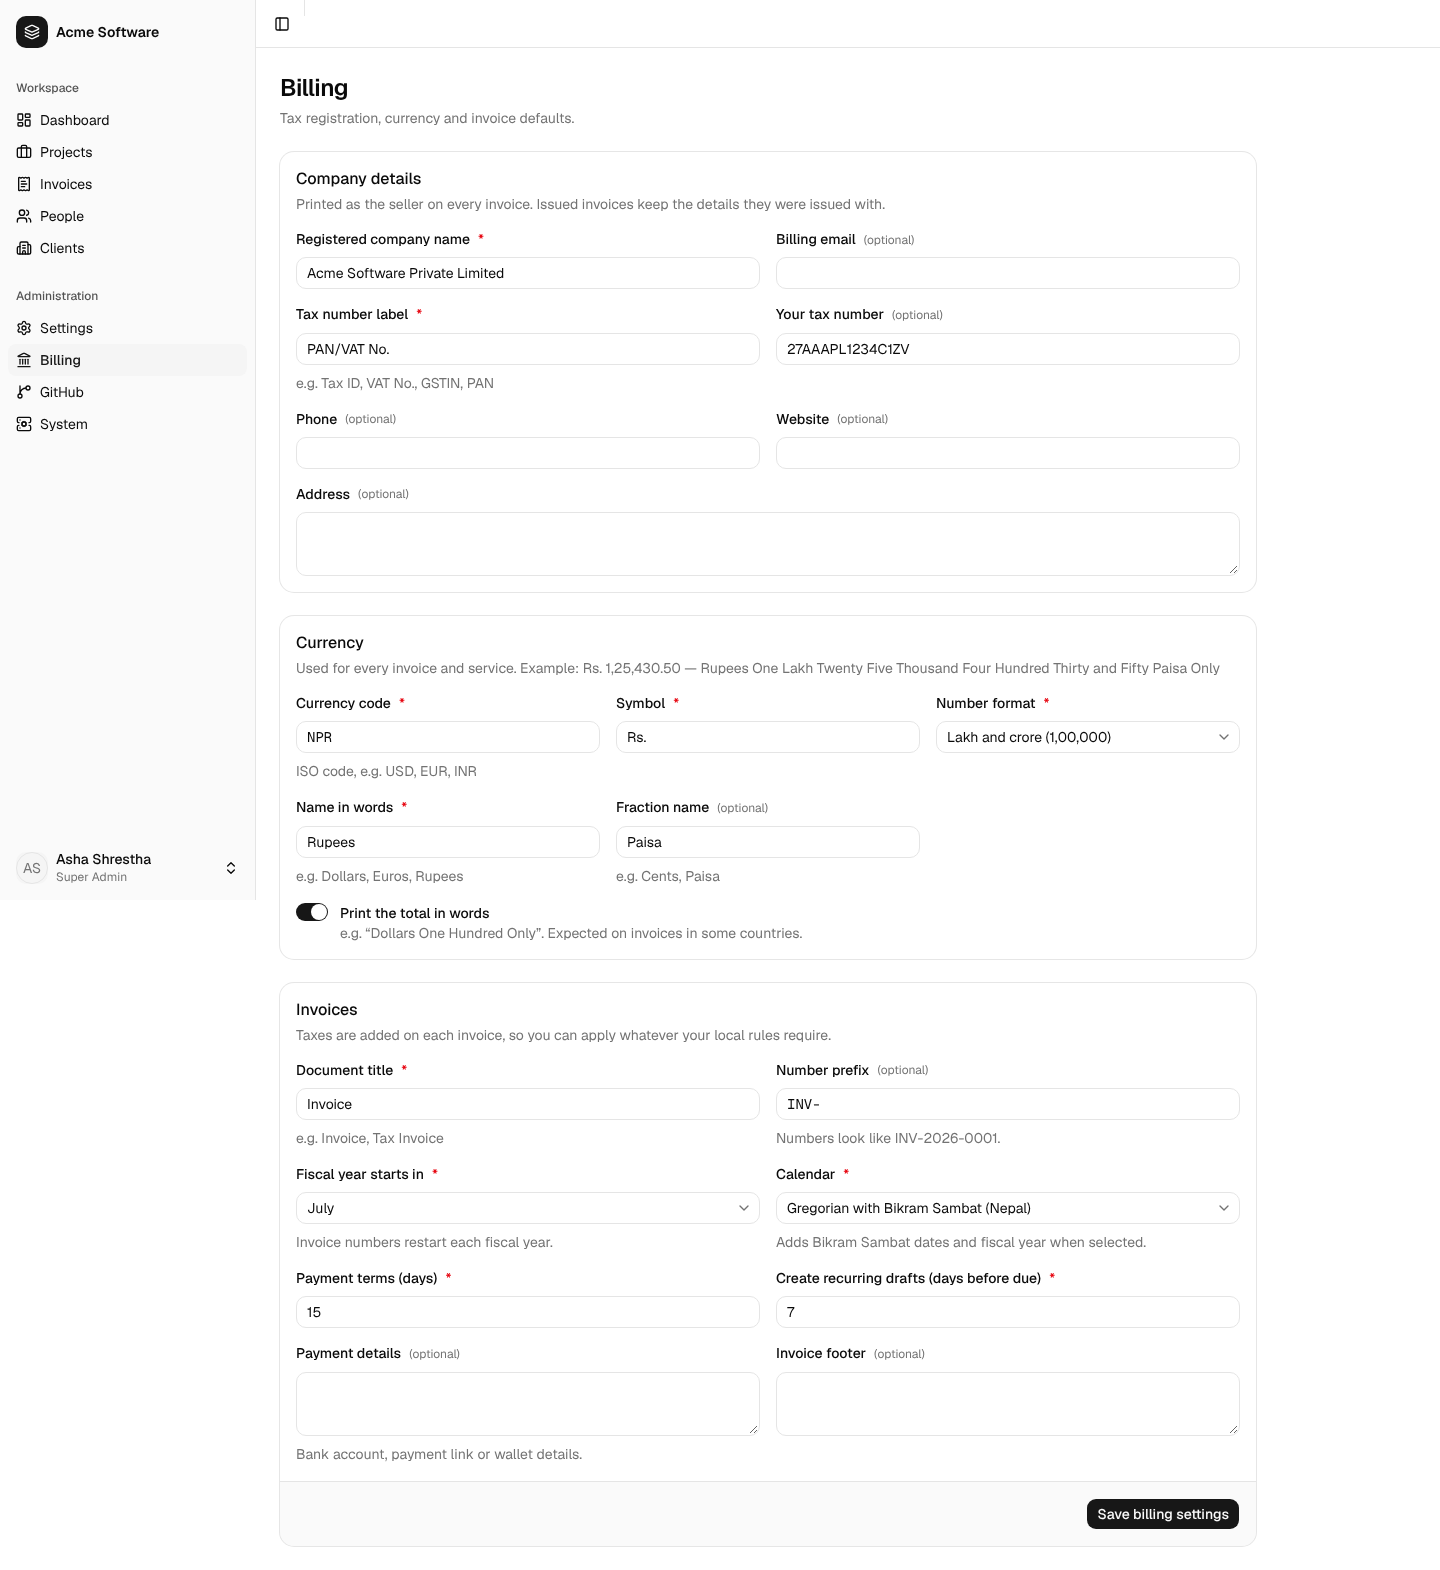 Acme Software
Workspace
Dashboard
Projects
Invoices
People
Clients
Administration
Settings
Billing
GitHub
System
AS
Asha Shrestha
Super Admin
Billing
Tax registration, currency and invoice defaults.
Company details
Printed as the seller on every invoice. Issued invoices keep the details they were issued with.
Registered company name *
Acme Software Private Limited
Billing email (optional)
Tax number label *
PAN/VAT No.
e.g. Tax ID, VAT No., GSTIN, PAN
Your tax number (optional)
27AAAPL1234C1ZV
Phone (optional)
Website (optional)
Address (optional)
Currency
Used for every invoice and service. Example: Rs. 1,25,430.50 — Rupees One Lakh Twenty Five Thousand Four Hundred Thirty and Fifty Paisa Only
Currency code *
NPR
ISO code, e.g. USD, EUR, INR
Symbol *
Rs.
Number format *
Lakh and crore (1,00,000)
Name in words *
Rupees
e.g. Dollars, Euros, Rupees
Fraction name (optional)
Paisa
e.g. Cents, Paisa
Print the total in words
e.g. “Dollars One Hundred Only”. Expected on invoices in some countries.
Invoices
Taxes are added on each invoice, so you can apply whatever your local rules require.
Document title *
Invoice
e.g. Invoice, Tax Invoice
Number prefix (optional)
INV-
Numbers look like INV-2026-0001.
Fiscal year starts in *
July
Invoice numbers restart each fiscal year.
Calendar *
Gregorian with Bikram Sambat (Nepal)
Adds Bikram Sambat dates and fiscal year when selected.
Payment terms (days) *
15
Create recurring drafts (days before due) *
7
Payment details (optional)
Bank account, payment link or wallet details.
Invoice footer (optional)
Save billing settings